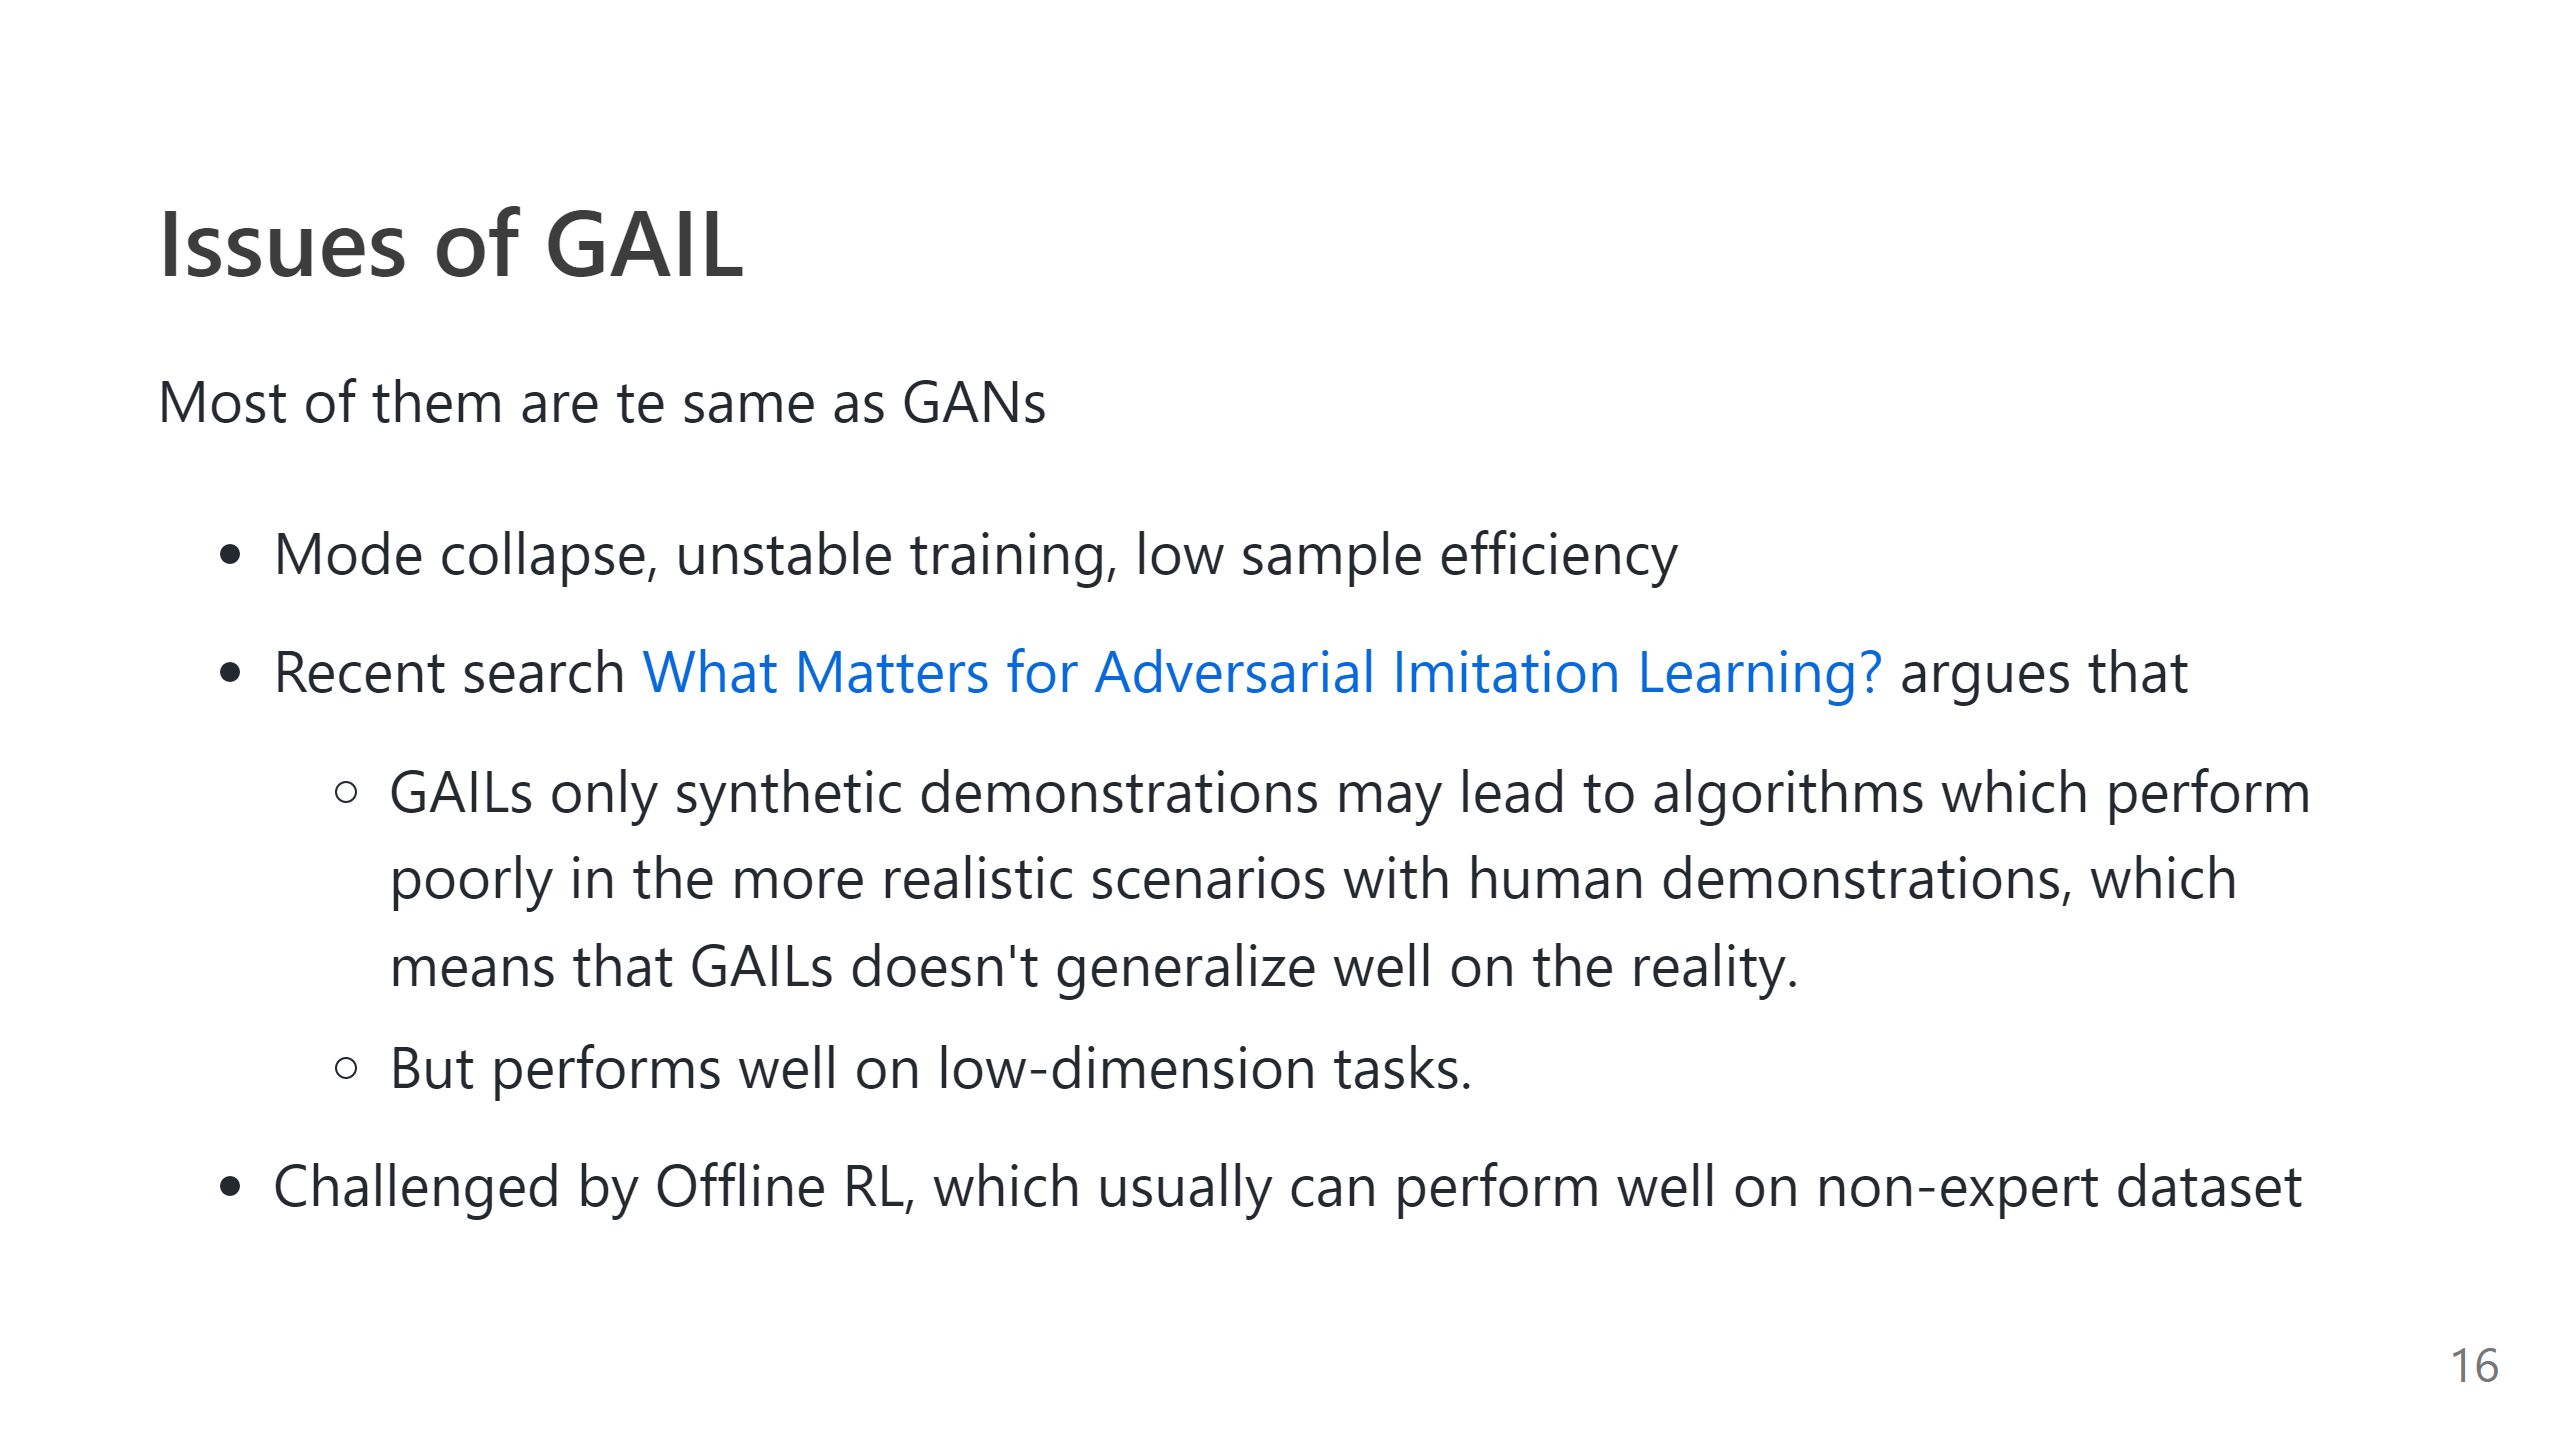 Issues of GAIL
Most of them are te same as GANs
• Mode collapse, unstable training, low sample efficiency
• Recent search What Matters for Adversarial Imitation Learning? argues that
○ GAILs only synthetic demonstrations may lead to algorithms which perform
poorly in the more realistic scenarios with human demonstrations, which
means that GAILs doesn't generalize well on the reality.
○ But performs well on low-dimension tasks.
• Challenged by Offline RL, which usually can perform well on non-expert dataset
16